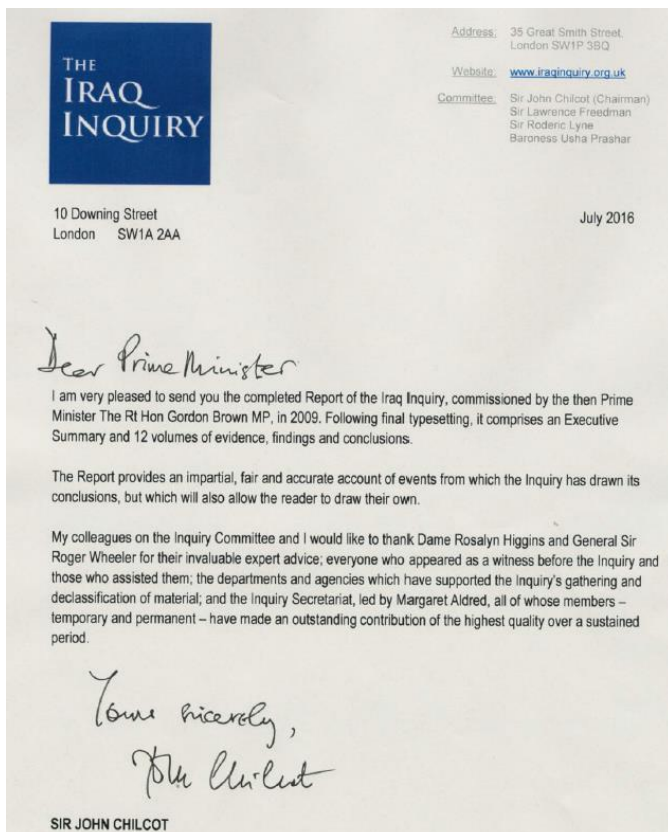 THE
IRAQ
INQUIRY
Address: 35 Great Smith Street,
London SW1P 3BQ
Website: www.iraqinquiry.org.uk
Committee: Sir John Chilcot (Chairman)
Sir Lawrence Freedman
Sir Roderic Lyne
Baroness Usha Prashar
10 Downing Street
London SW1A 2AA
July 2016
Dear Prime Minister
I am very pleased to send you the completed Report of the Iraq Inquiry, commissioned by the then Prime
Minister The Rt Hon Gordon Brown MP, in 2009. Following final typesetting, it comprises an Executive
Summary and 12 volumes of evidence, findings and conclusions.
The Report provides an impartial, fair and accurate account of events from which the Inquiry has drawn its
conclusions, but which will also allow the reader to draw their own.
My colleagues on the Inquiry Committee and I would like to thank Dame Rosalyn Higgins and General Sir
Roger Wheeler for their invaluable expert advice; everyone who appeared as a witness before the Inquiry and
those who assisted them; the departments and agencies which have supported the Inquiry's gathering and
declassification of material; and the Inquiry Secretariat, led by Margaret Aldred, all of whose members –
temporary and permanent – have made an outstanding contribution of the highest quality over a sustained
period.
Yours sincerely,
John Chilcot
SIR JOHN CHILCOT